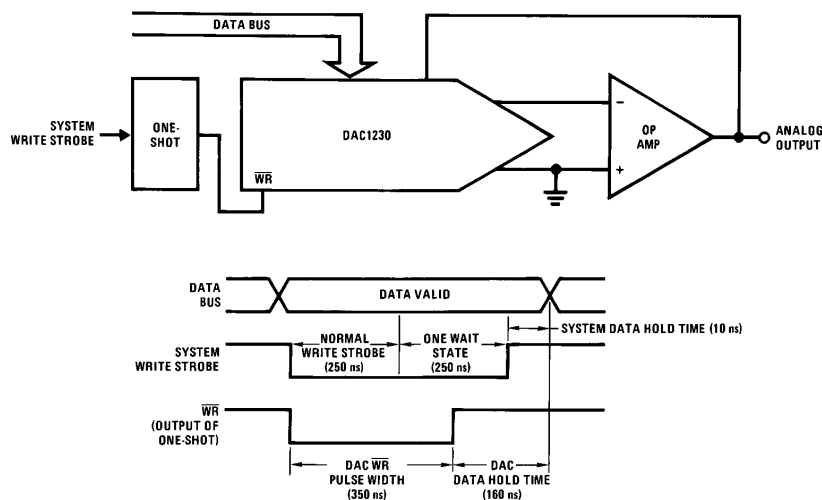 DATA BUS
SYSTEM
WRITE STROBE
ONE-
SHOT
DAC1230
WR
−
+
OP
AMP
ANALOG
OUTPUT
DATA
BUS
DATA VALID
SYSTEM DATA HOLD TIME (10 ns)
SYSTEM
WRITE STROBE
NORMAL
WRITE STROBE
(250 ns)
ONE WAIT
STATE
(250 ns)
WR
(OUTPUT OF
ONE-SHOT)
DAC WR
PULSE WIDTH
(350 ns)
DAC
DATA HOLD TIME
(160 ns)